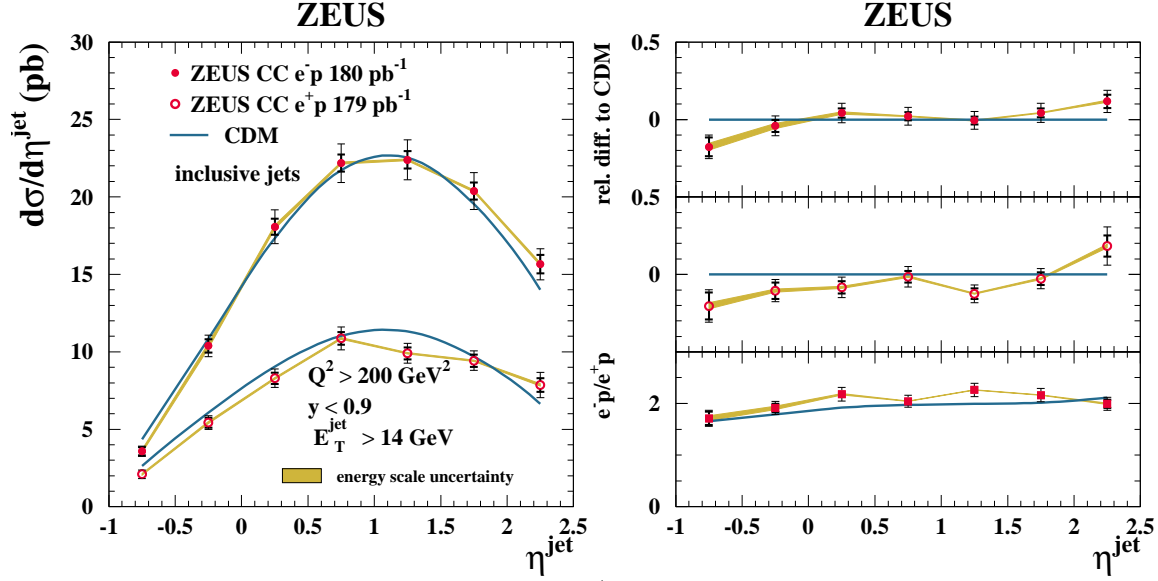 ZEUS
dσ/dη^jet (pb)
30
25
20
15
10
5
0
ZEUS CC e⁻p 180 pb⁻¹
ZEUS CC e⁺p 179 pb⁻¹
CDM
inclusive jets
Q² > 200 GeV²
y < 0.9
E_T^jet > 14 GeV
energy scale uncertainty
-1 -0.5 0 0.5 1 1.5 2 2.5
η^jet
ZEUS
rel. diff. to CDM
0.5
0
0.5
0
e⁻p/e⁺p
2
0
-1 -0.5 0 0.5 1 1.5 2 2.5
η^jet